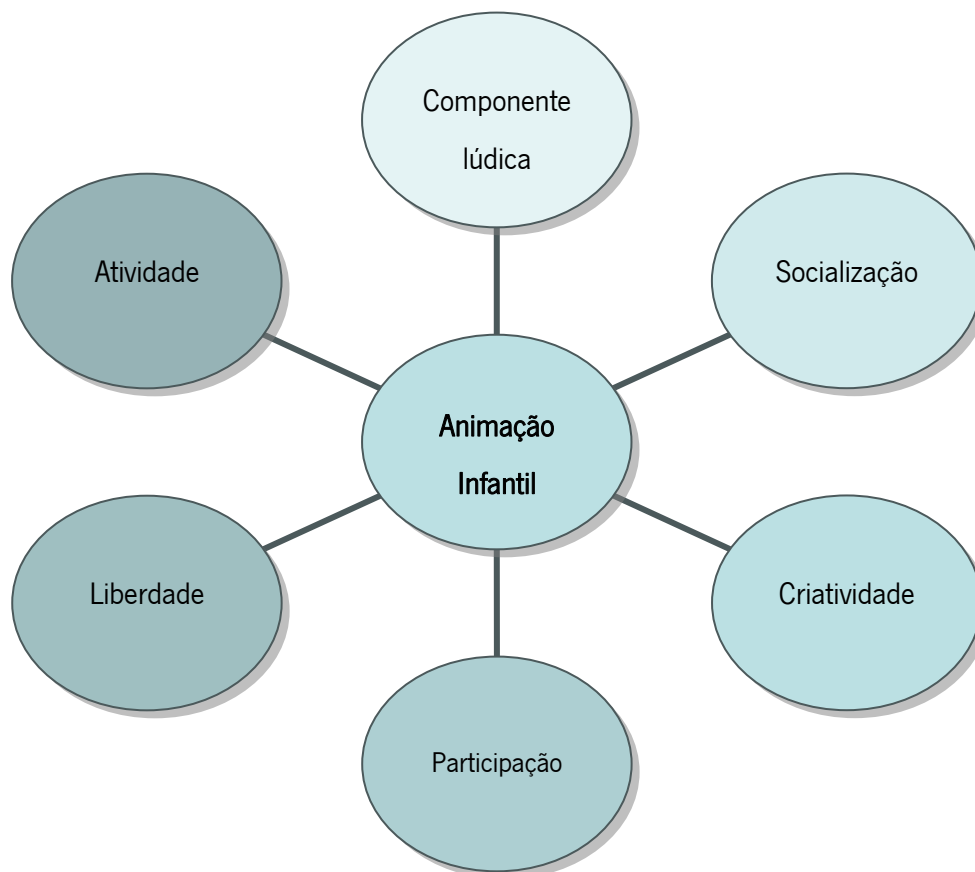 Componente
lúdica
Atividade
Socialização
Animação
Infantil
Liberdade
Criatividade
Participação